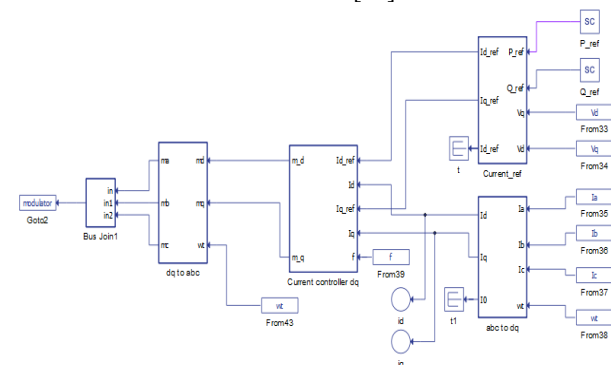 SC
P_ref
SC
Q_ref
Id_ref
P_ref
Q_ref
Iq_ref
Vq
Vd
From33
Id_ref
Vd
Vq
From34
t
Current_ref
ma
md
m_d
Id_ref
Id
Ia
Ia
From35
modulator
Goto2
in
in1
in2
Bus Join1
mb
mq
Iq_ref
Id
Ib
Ib
From36
mc
wt
m_q
Iq
f
Iq
Ic
Ic
From37
dq to abc
Current controller dq
f
From39
I0
wt
wt
From38
wt
From43
id
t1
abc to dq
iq